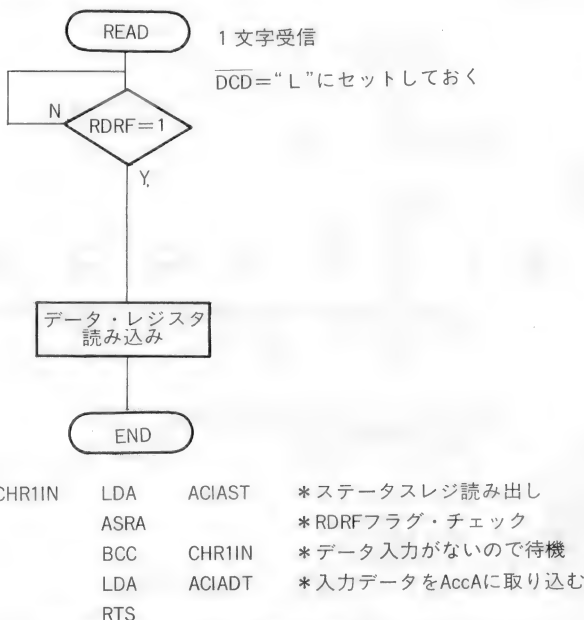 READ
1文字受信
DCD="L"にセットしておく
N
RDRF=1
Y
データ・レジスタ
読み込み
END
CHR1IN LDA ACIAST *ステータスレジ読み出し
ASRA *RDRFフラグ・チェック
BCC CHR1IN *データ入力がないので待機
LDA ACIADT *入力データをAccAに取り込む
RTS